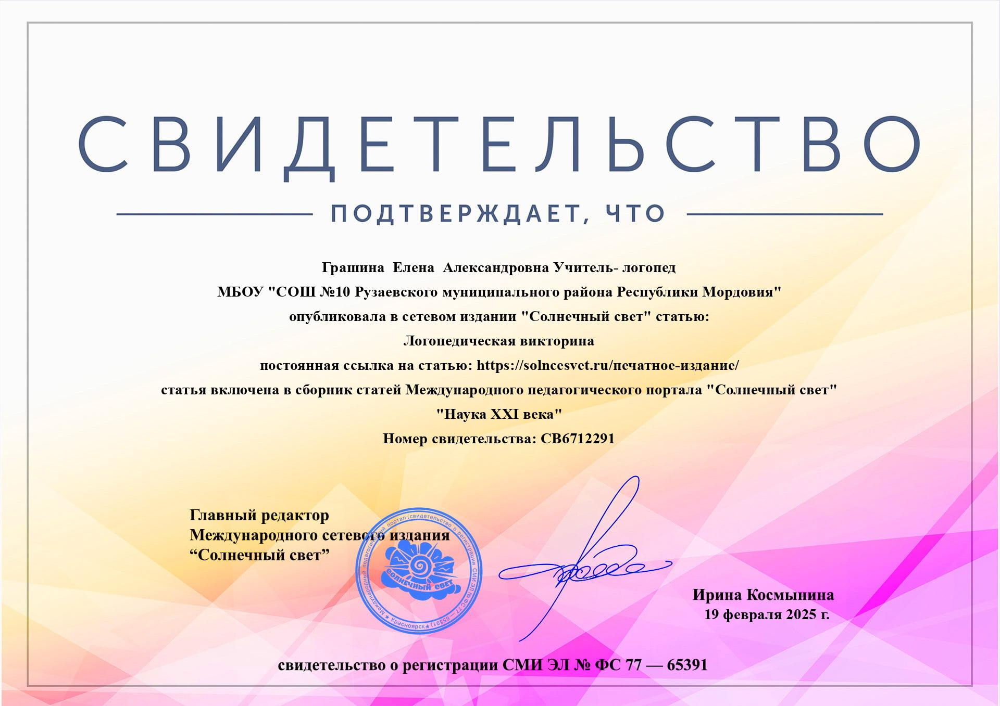 СВИДЕТЕЛЬСТВО
ПОДТВЕРЖДАЕТ, ЧТО
Грашина Елена Александровна Учитель- логопед
МБОУ "СОШ №10 Рузаевского муниципального района Республики Мордовия"
опубликовала в сетевом издании "Солнечный свет" статью:
Логопедическая викторина
постоянная ссылка на статью: https://solncesvet.ru/печатное-издание/
статья включена в сборник статей Международного педагогического портала "Солнечный свет"
"Наука XXI века"
Номер свидетельства: СВ6712291
Главный редактор
Международного сетевого издания
“Солнечный свет”
★ Международный педагогический портал (свидетельство о регистрации СМИ ЭЛ № ФС 77 — 65391) ★ Красноярск
СОЛНЕЧНЫЙ СВЕТ
Ирина Космынина
19 февраля 2025 г.
свидетельство о регистрации СМИ ЭЛ № ФС 77 — 65391